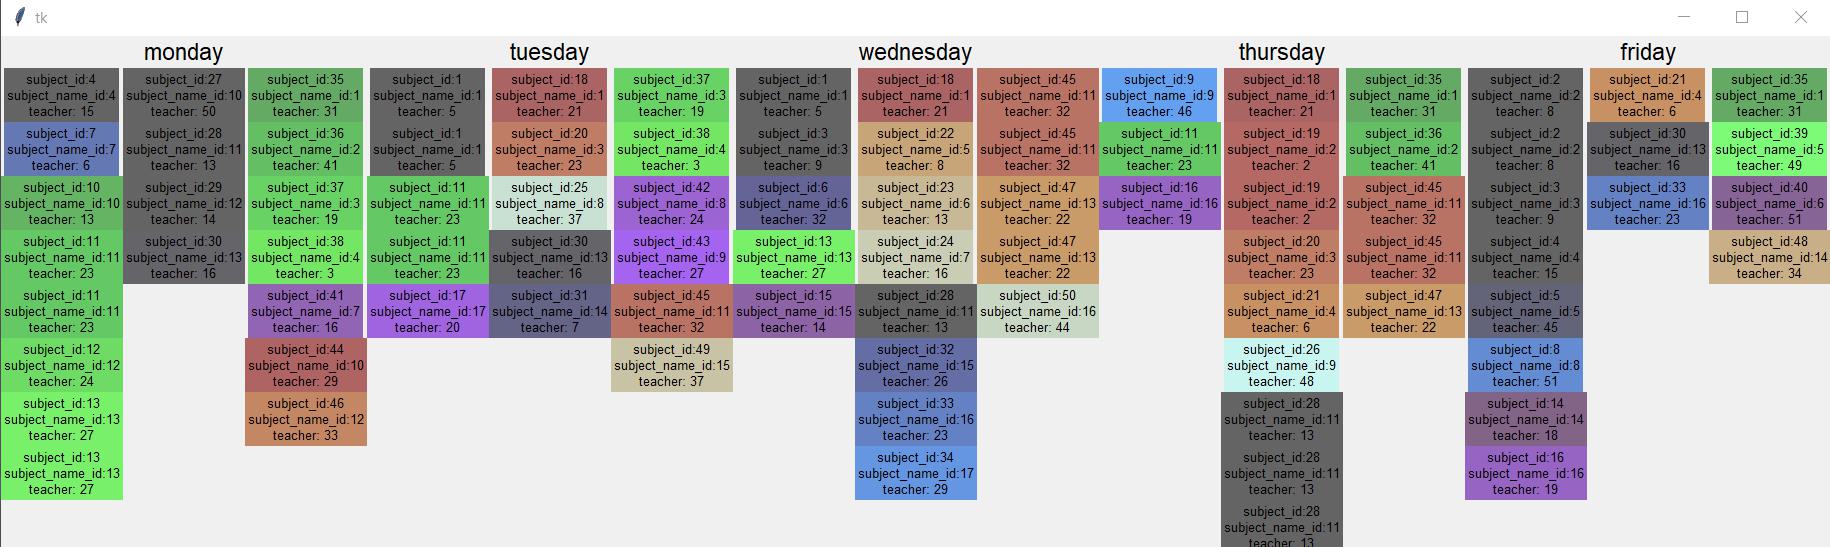 tk
monday
subject_id:4
subject_name_id:4
teacher: 15
subject_id:7
subject_name_id:7
teacher: 6
subject_id:10
subject_name_id:10
teacher: 13
subject_id:11
subject_name_id:11
teacher: 23
subject_id:11
subject_name_id:11
teacher: 23
subject_id:12
subject_name_id:12
teacher: 24
subject_id:13
subject_name_id:13
teacher: 27
subject_id:13
subject_name_id:13
teacher: 27
subject_id:27
subject_name_id:10
teacher: 50
subject_id:28
subject_name_id:11
teacher: 13
subject_id:29
subject_name_id:12
teacher: 14
subject_id:30
subject_name_id:13
teacher: 16
subject_id:35
subject_name_id:1
teacher: 31
subject_id:36
subject_name_id:2
teacher: 41
subject_id:37
subject_name_id:3
teacher: 19
subject_id:38
subject_name_id:4
teacher: 3
subject_id:41
subject_name_id:7
teacher: 16
subject_id:44
subject_name_id:10
teacher: 29
subject_id:46
subject_name_id:12
teacher: 33
tuesday
subject_id:1
subject_name_id:1
teacher: 5
subject_id:1
subject_name_id:1
teacher: 5
subject_id:11
subject_name_id:11
teacher: 23
subject_id:11
subject_name_id:11
teacher: 23
subject_id:17
subject_name_id:17
teacher: 20
subject_id:18
subject_name_id:1
teacher: 21
subject_id:20
subject_name_id:3
teacher: 23
subject_id:25
subject_name_id:8
teacher: 37
subject_id:30
subject_name_id:13
teacher: 16
subject_id:31
subject_name_id:14
teacher: 7
subject_id:37
subject_name_id:3
teacher: 19
subject_id:38
subject_name_id:4
teacher: 3
subject_id:42
subject_name_id:8
teacher: 24
subject_id:43
subject_name_id:9
teacher: 27
subject_id:45
subject_name_id:11
teacher: 32
subject_id:49
subject_name_id:15
teacher: 37
wednesday
subject_id:1
subject_name_id:1
teacher: 5
subject_id:3
subject_name_id:3
teacher: 9
subject_id:6
subject_name_id:6
teacher: 32
subject_id:13
subject_name_id:13
teacher: 27
subject_id:15
subject_name_id:15
teacher: 14
subject_id:18
subject_name_id:1
teacher: 21
subject_id:22
subject_name_id:5
teacher: 8
subject_id:23
subject_name_id:6
teacher: 13
subject_id:24
subject_name_id:7
teacher: 16
subject_id:28
subject_name_id:11
teacher: 13
subject_id:32
subject_name_id:15
teacher: 26
subject_id:33
subject_name_id:16
teacher: 23
subject_id:34
subject_name_id:17
teacher: 29
subject_id:45
subject_name_id:11
teacher: 32
subject_id:45
subject_name_id:11
teacher: 32
subject_id:47
subject_name_id:13
teacher: 22
subject_id:47
subject_name_id:13
teacher: 22
subject_id:50
subject_name_id:16
teacher: 44
thursday
subject_id:9
subject_name_id:9
teacher: 46
subject_id:11
subject_name_id:11
teacher: 23
subject_id:16
subject_name_id:16
teacher: 19
subject_id:18
subject_name_id:1
teacher: 21
subject_id:19
subject_name_id:2
teacher: 2
subject_id:19
subject_name_id:2
teacher: 2
subject_id:20
subject_name_id:3
teacher: 23
subject_id:21
subject_name_id:4
teacher: 6
subject_id:26
subject_name_id:9
teacher: 48
subject_id:28
subject_name_id:11
teacher: 13
subject_id:28
subject_name_id:11
teacher: 13
subject_id:28
subject_name_id:11
teacher: 13
subject_id:35
subject_name_id:1
teacher: 31
subject_id:36
subject_name_id:2
teacher: 41
subject_id:45
subject_name_id:11
teacher: 32
subject_id:45
subject_name_id:11
teacher: 32
subject_id:47
subject_name_id:13
teacher: 22
friday
subject_id:2
subject_name_id:2
teacher: 8
subject_id:2
subject_name_id:2
teacher: 8
subject_id:3
subject_name_id:3
teacher: 9
subject_id:4
subject_name_id:4
teacher: 15
subject_id:5
subject_name_id:5
teacher: 45
subject_id:8
subject_name_id:8
teacher: 51
subject_id:14
subject_name_id:14
teacher: 18
subject_id:16
subject_name_id:16
teacher: 19
subject_id:21
subject_name_id:4
teacher: 6
subject_id:30
subject_name_id:13
teacher: 16
subject_id:33
subject_name_id:16
teacher: 23
subject_id:35
subject_name_id:1
teacher: 31
subject_id:39
subject_name_id:5
teacher: 49
subject_id:40
subject_name_id:6
teacher: 51
subject_id:48
subject_name_id:14
teacher: 34